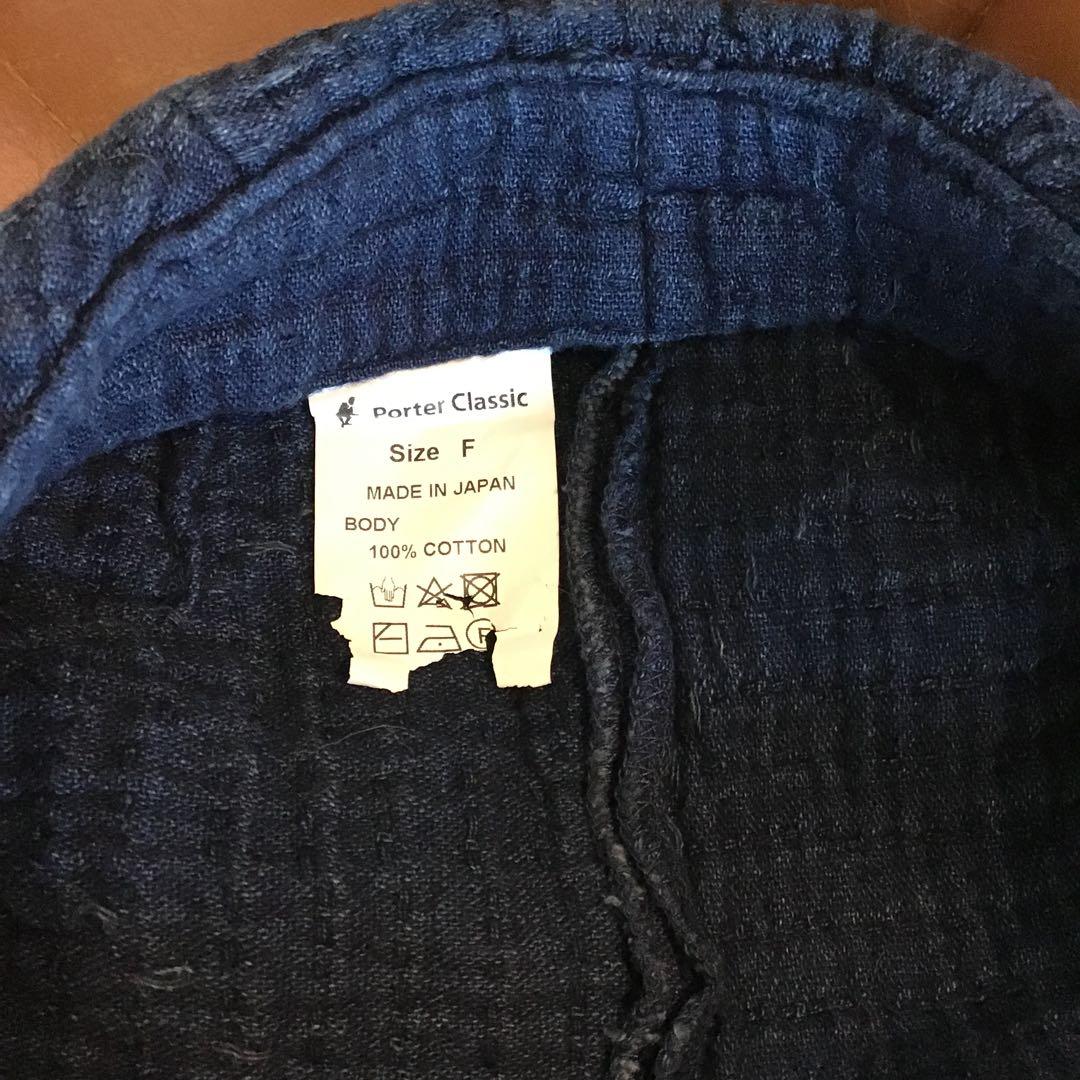 Porter Classic
Size F
MADE IN JAPAN
BODY
100% COTTON
P